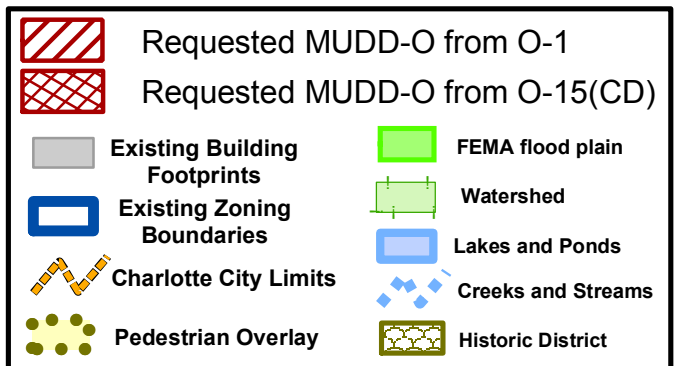 Requested MUDD-O from O-1
Requested MUDD-O from O-15(CD)
Existing Building
Footprints
Existing Zoning
Boundaries
Charlotte City Limits
Pedestrian Overlay
FEMA flood plain
Watershed
Lakes and Ponds
Creeks and Streams
Historic District